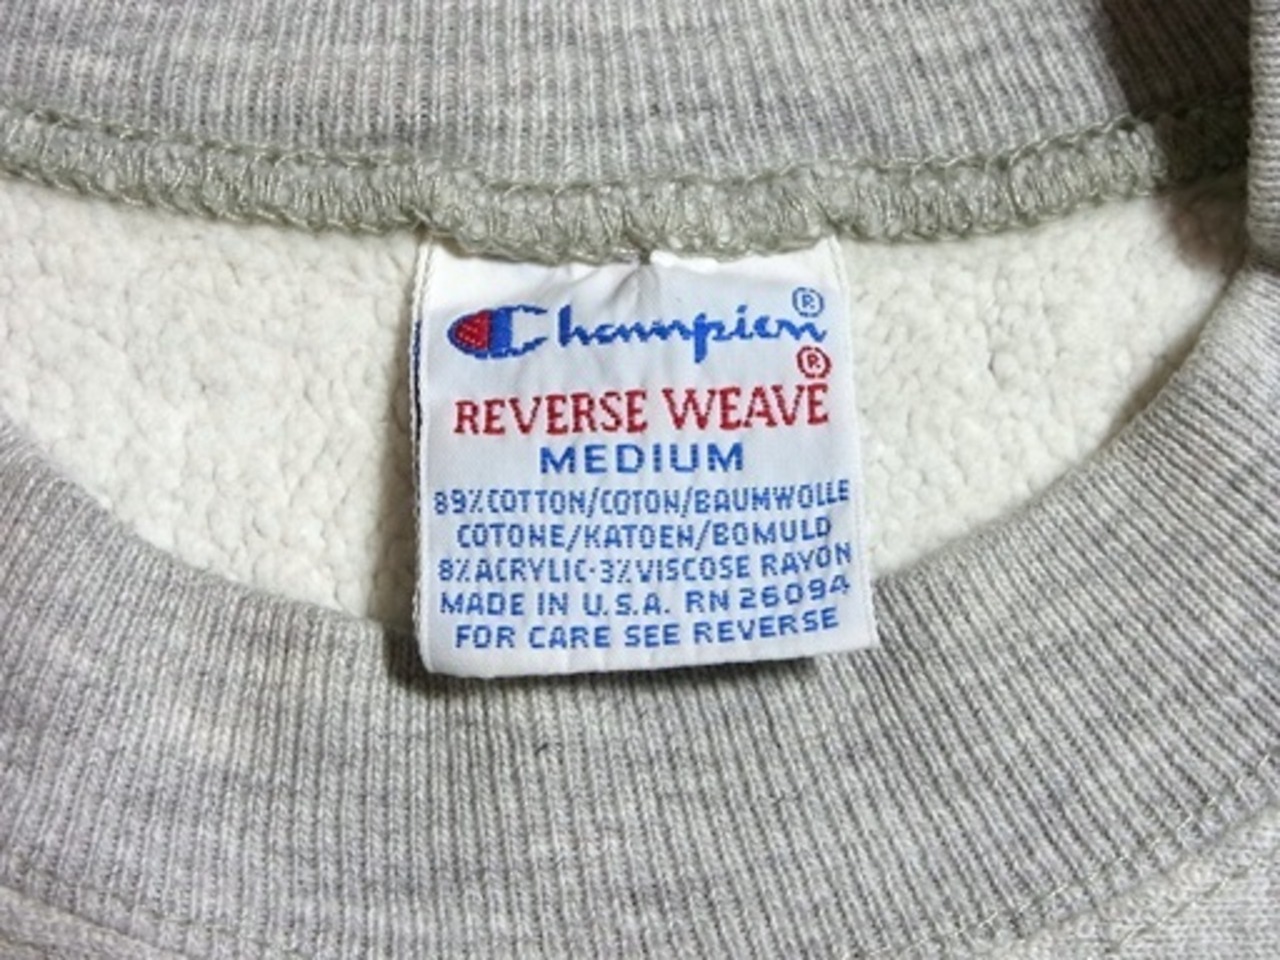 Champion®
REVERSE WEAVE®
MEDIUM
89% COTTON/COTON/BAUMWOLLE
COTONE/KATOEN/BOMULD
8% ACRYLIC·3% VISCOSE RAYON
MADE IN U.S.A. RN 26094
FOR CARE SEE REVERSE